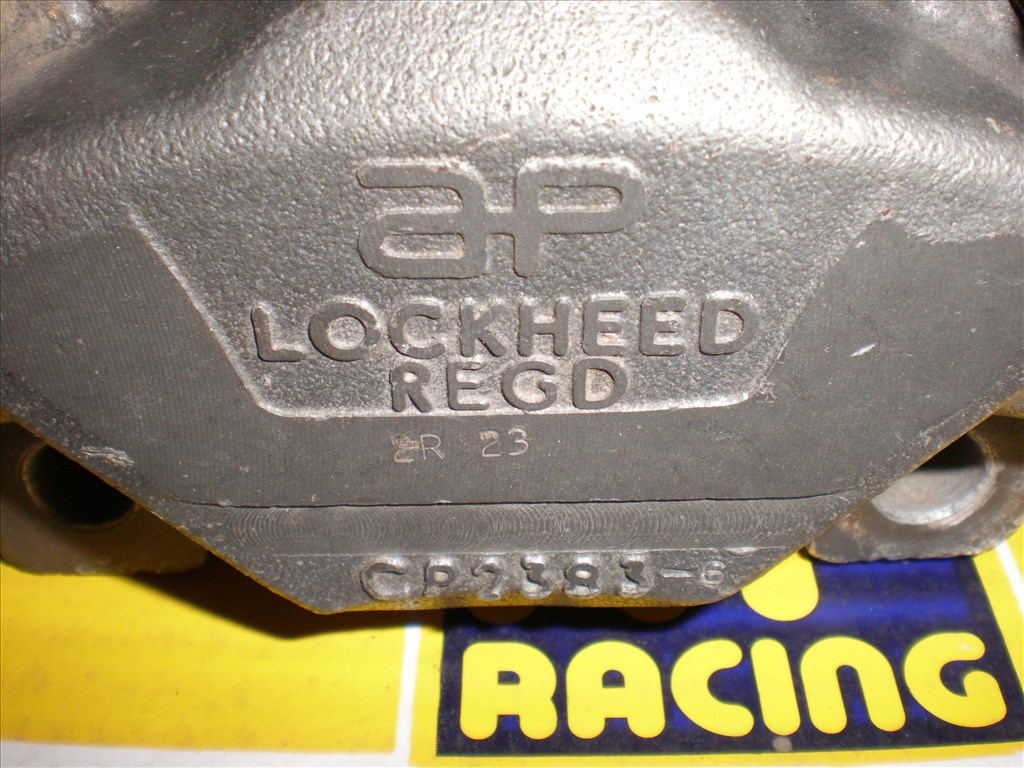 ap
LOCKHEED
REGD
2R 23
CP2383-6
RACING